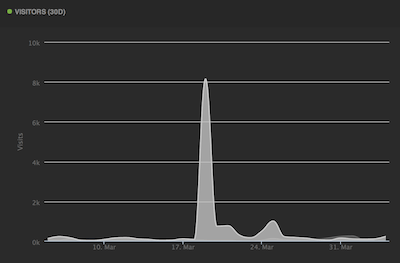 VISITORS (30D)
10k
8k
6k
4k
2k
0k
Visits
10. Mar
17. Mar
24. Mar
31. Mar